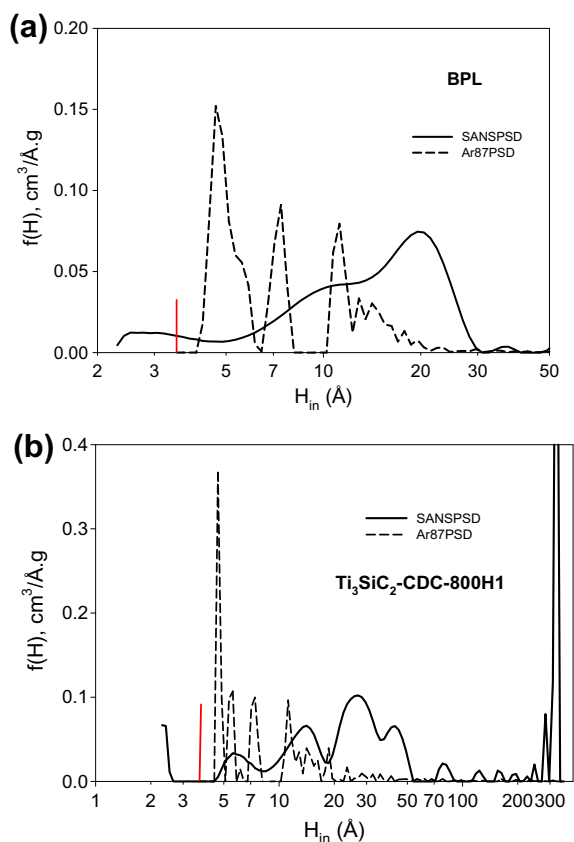 (a)
0.20
0.15
0.10
0.05
0.00
f(H), cm³/Å.g
BPL
SANSPSD
Ar87PSD
2 3 5 7 10 20 30 50
H_in (Å)
(b)
0.4
0.3
0.2
0.1
0.0
f(H), cm³/Å.g
SANSPSD
Ar87PSD
Ti₃SiC₂-CDC-800H1
1 2 3 5 7 10 20 30 50 70 100 200 300
H_in (Å)